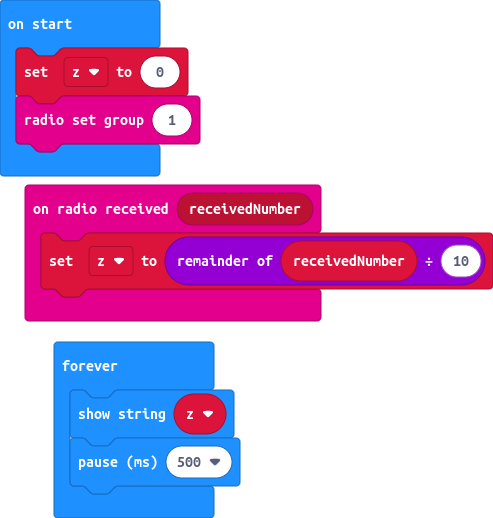 on start
set z to 0
radio set group 1
on radio received receivedNumber
set z to remainder of receivedNumber ÷ 10
forever
show string z
pause (ms) 500